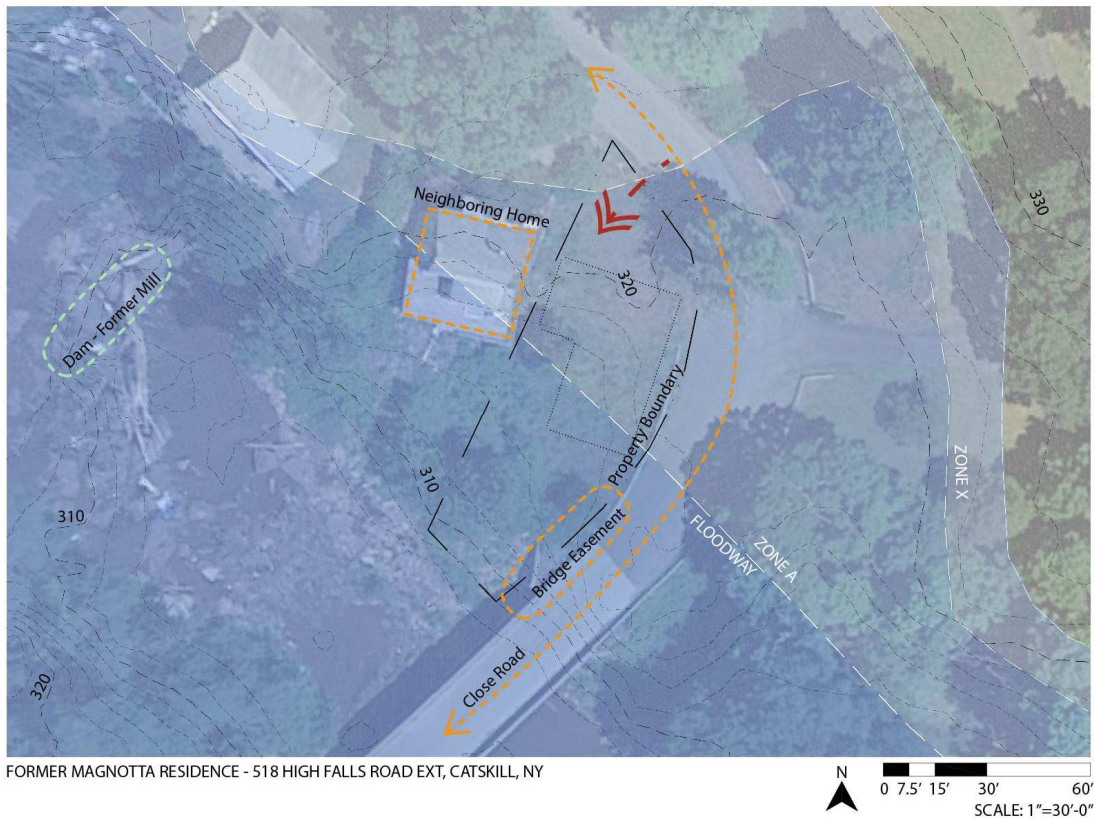 Neighboring Home
330
320
Dam - Former Mill
Property Boundary
310
ZONE X
310
Bridge Easement
ZONE A
FLOODWAY
Close Road
320
FORMER MAGNOTTA RESIDENCE - 518 HIGH FALLS ROAD EXT, CATSKILL, NY
N
0 7.5' 15' 30' 60'
SCALE: 1"=30'-0"